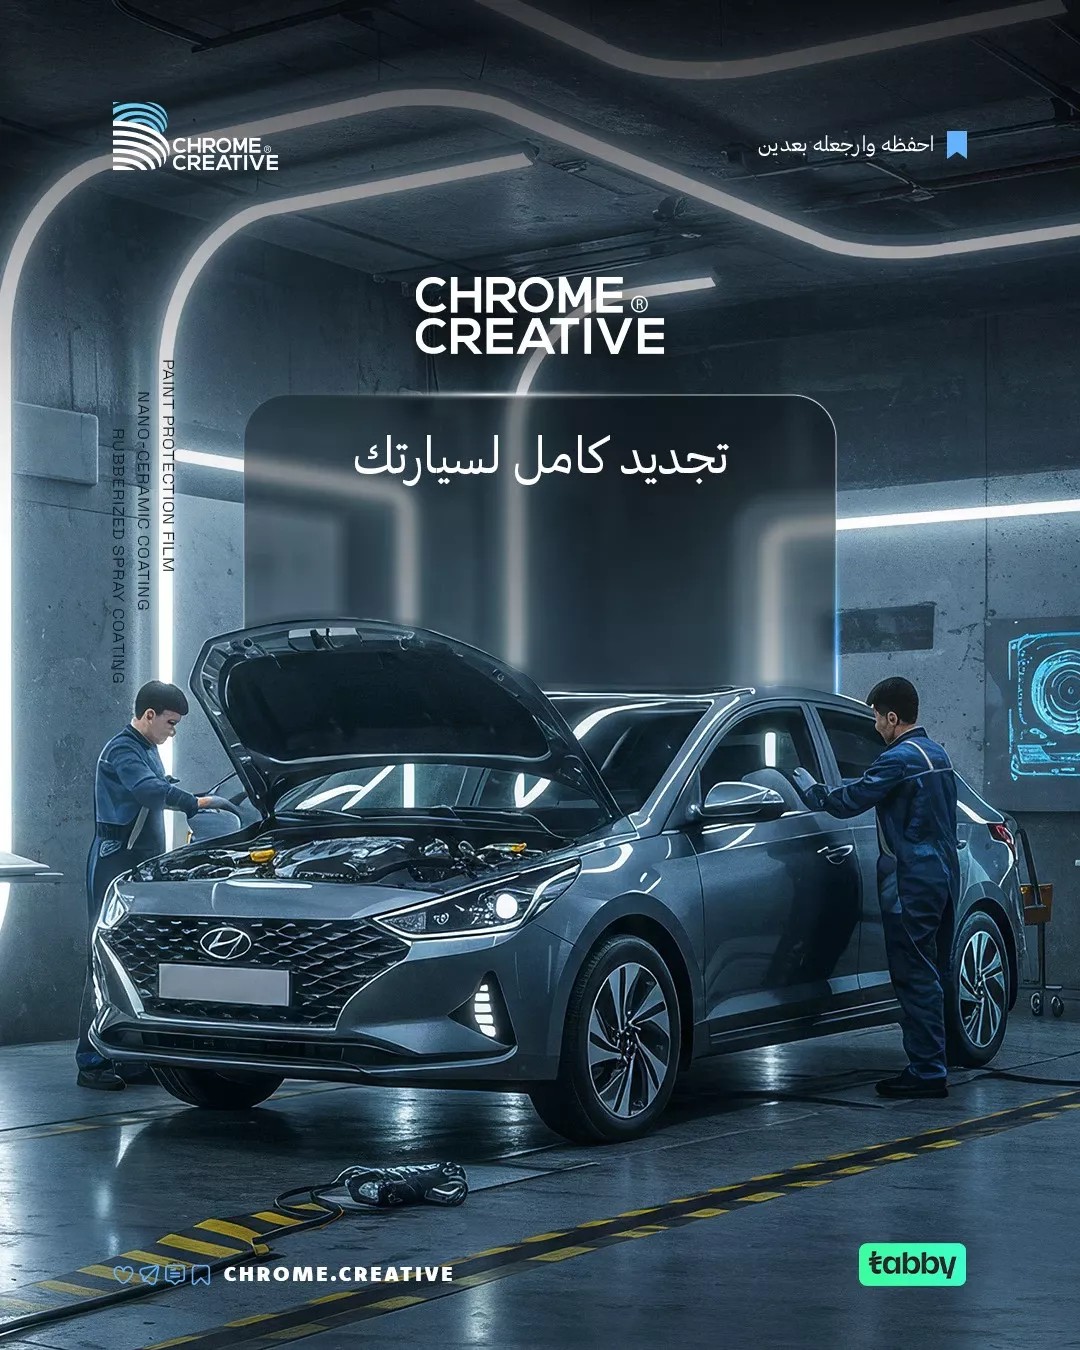 CHROME®
CREATIVE
احفظه وارجعله بعدين
CHROME®
CREATIVE
تجديد كامل لسيارتك
PAINT PROTECTION FILM
NANO-CERAMIC COATING
RUBBERIZED SPRAY COATING
CHROME.CREATIVE
tabby